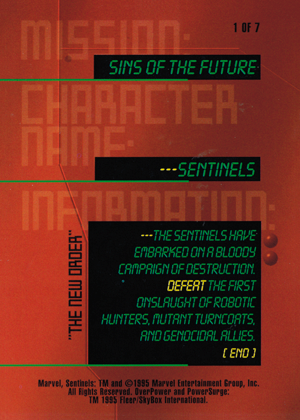 1 OF 7
MISSION:
SINS OF THE FUTURE
CHARACTER
NAME:
---SENTINELS
INFORMATION:
"THE NEW ORDER"
---THE SENTINELS HAVE
EMBARKED ON A BLOODY
CAMPAIGN OF DESTRUCTION.
DEFEAT THE FIRST
ONSLAUGHT OF ROBOTIC
HUNTERS, MUTANT TURNCOATS,
AND GENOCIDAL ALLIES.
[ END ]
Marvel, Sentinels: TM and ©1995 Marvel Entertainment Group, Inc.
All Rights Reserved. OverPower and PowerSurge:
TM 1995 Fleer/SkyBox International.